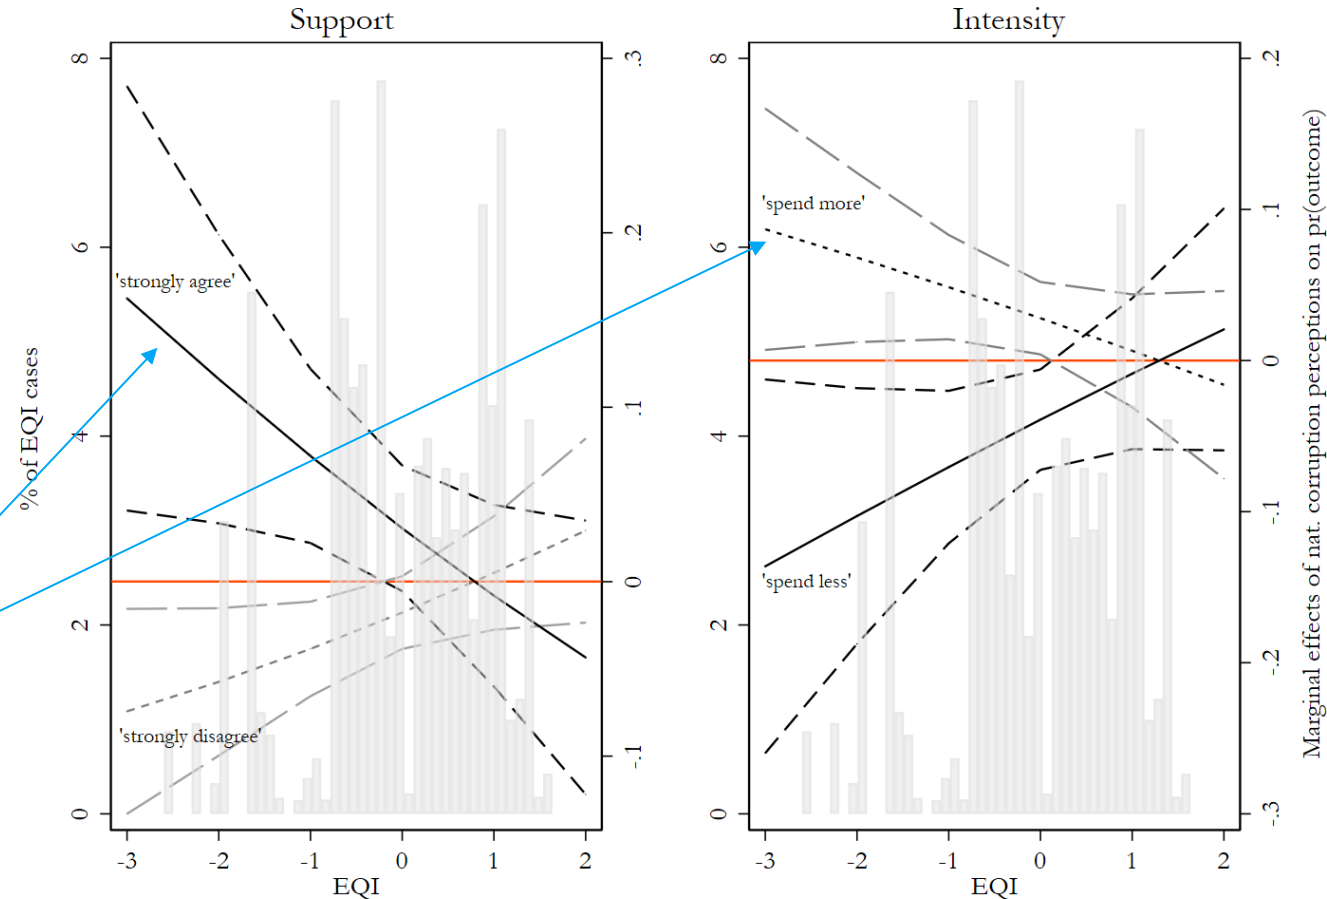 Support
Intensity
8
6
4
2
0
% of EQI cases
.3
.2
.1
0
-.1
'strongly agree'
'strongly disagree'
-3 -2 -1 0 1 2
EQI
8
6
4
2
0
.2
.1
0
-.1
-.2
-.3
'spend more'
'spend less'
-3 -2 -1 0 1 2
EQI
Marginal effects of nat. corruption perceptions on pr(outcome)